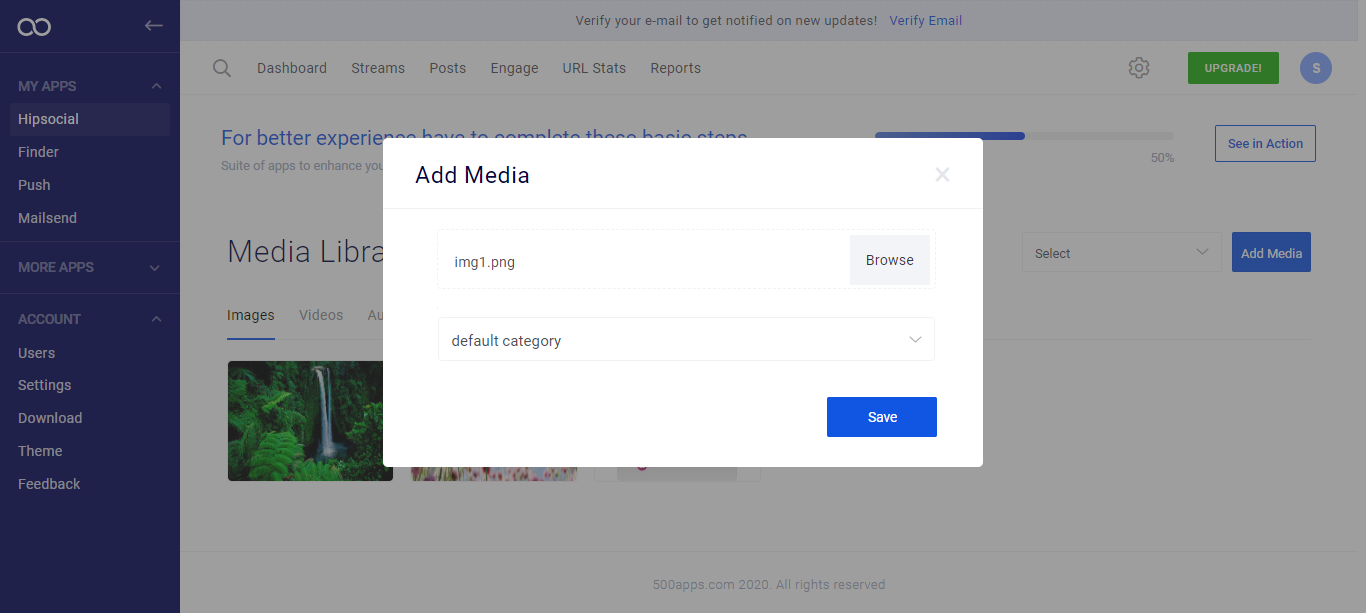 Verify your e-mail to get notified on new updates! Verify Email
MY APPS
Hipsocial
Finder
Push
Mailsend
MORE APPS
ACCOUNT
Users
Settings
Download
Theme
Feedback
Dashboard Streams Posts Engage URL Stats Reports
UPGRADE!
S
For better experience have to complete these basic steps
Suite of apps to enhance you
50%
See in Action
Media Libra
Select
Add Media
Images Videos Au
Add Media
img1.png
Browse
default category
Save
500apps.com 2020. All rights reserved